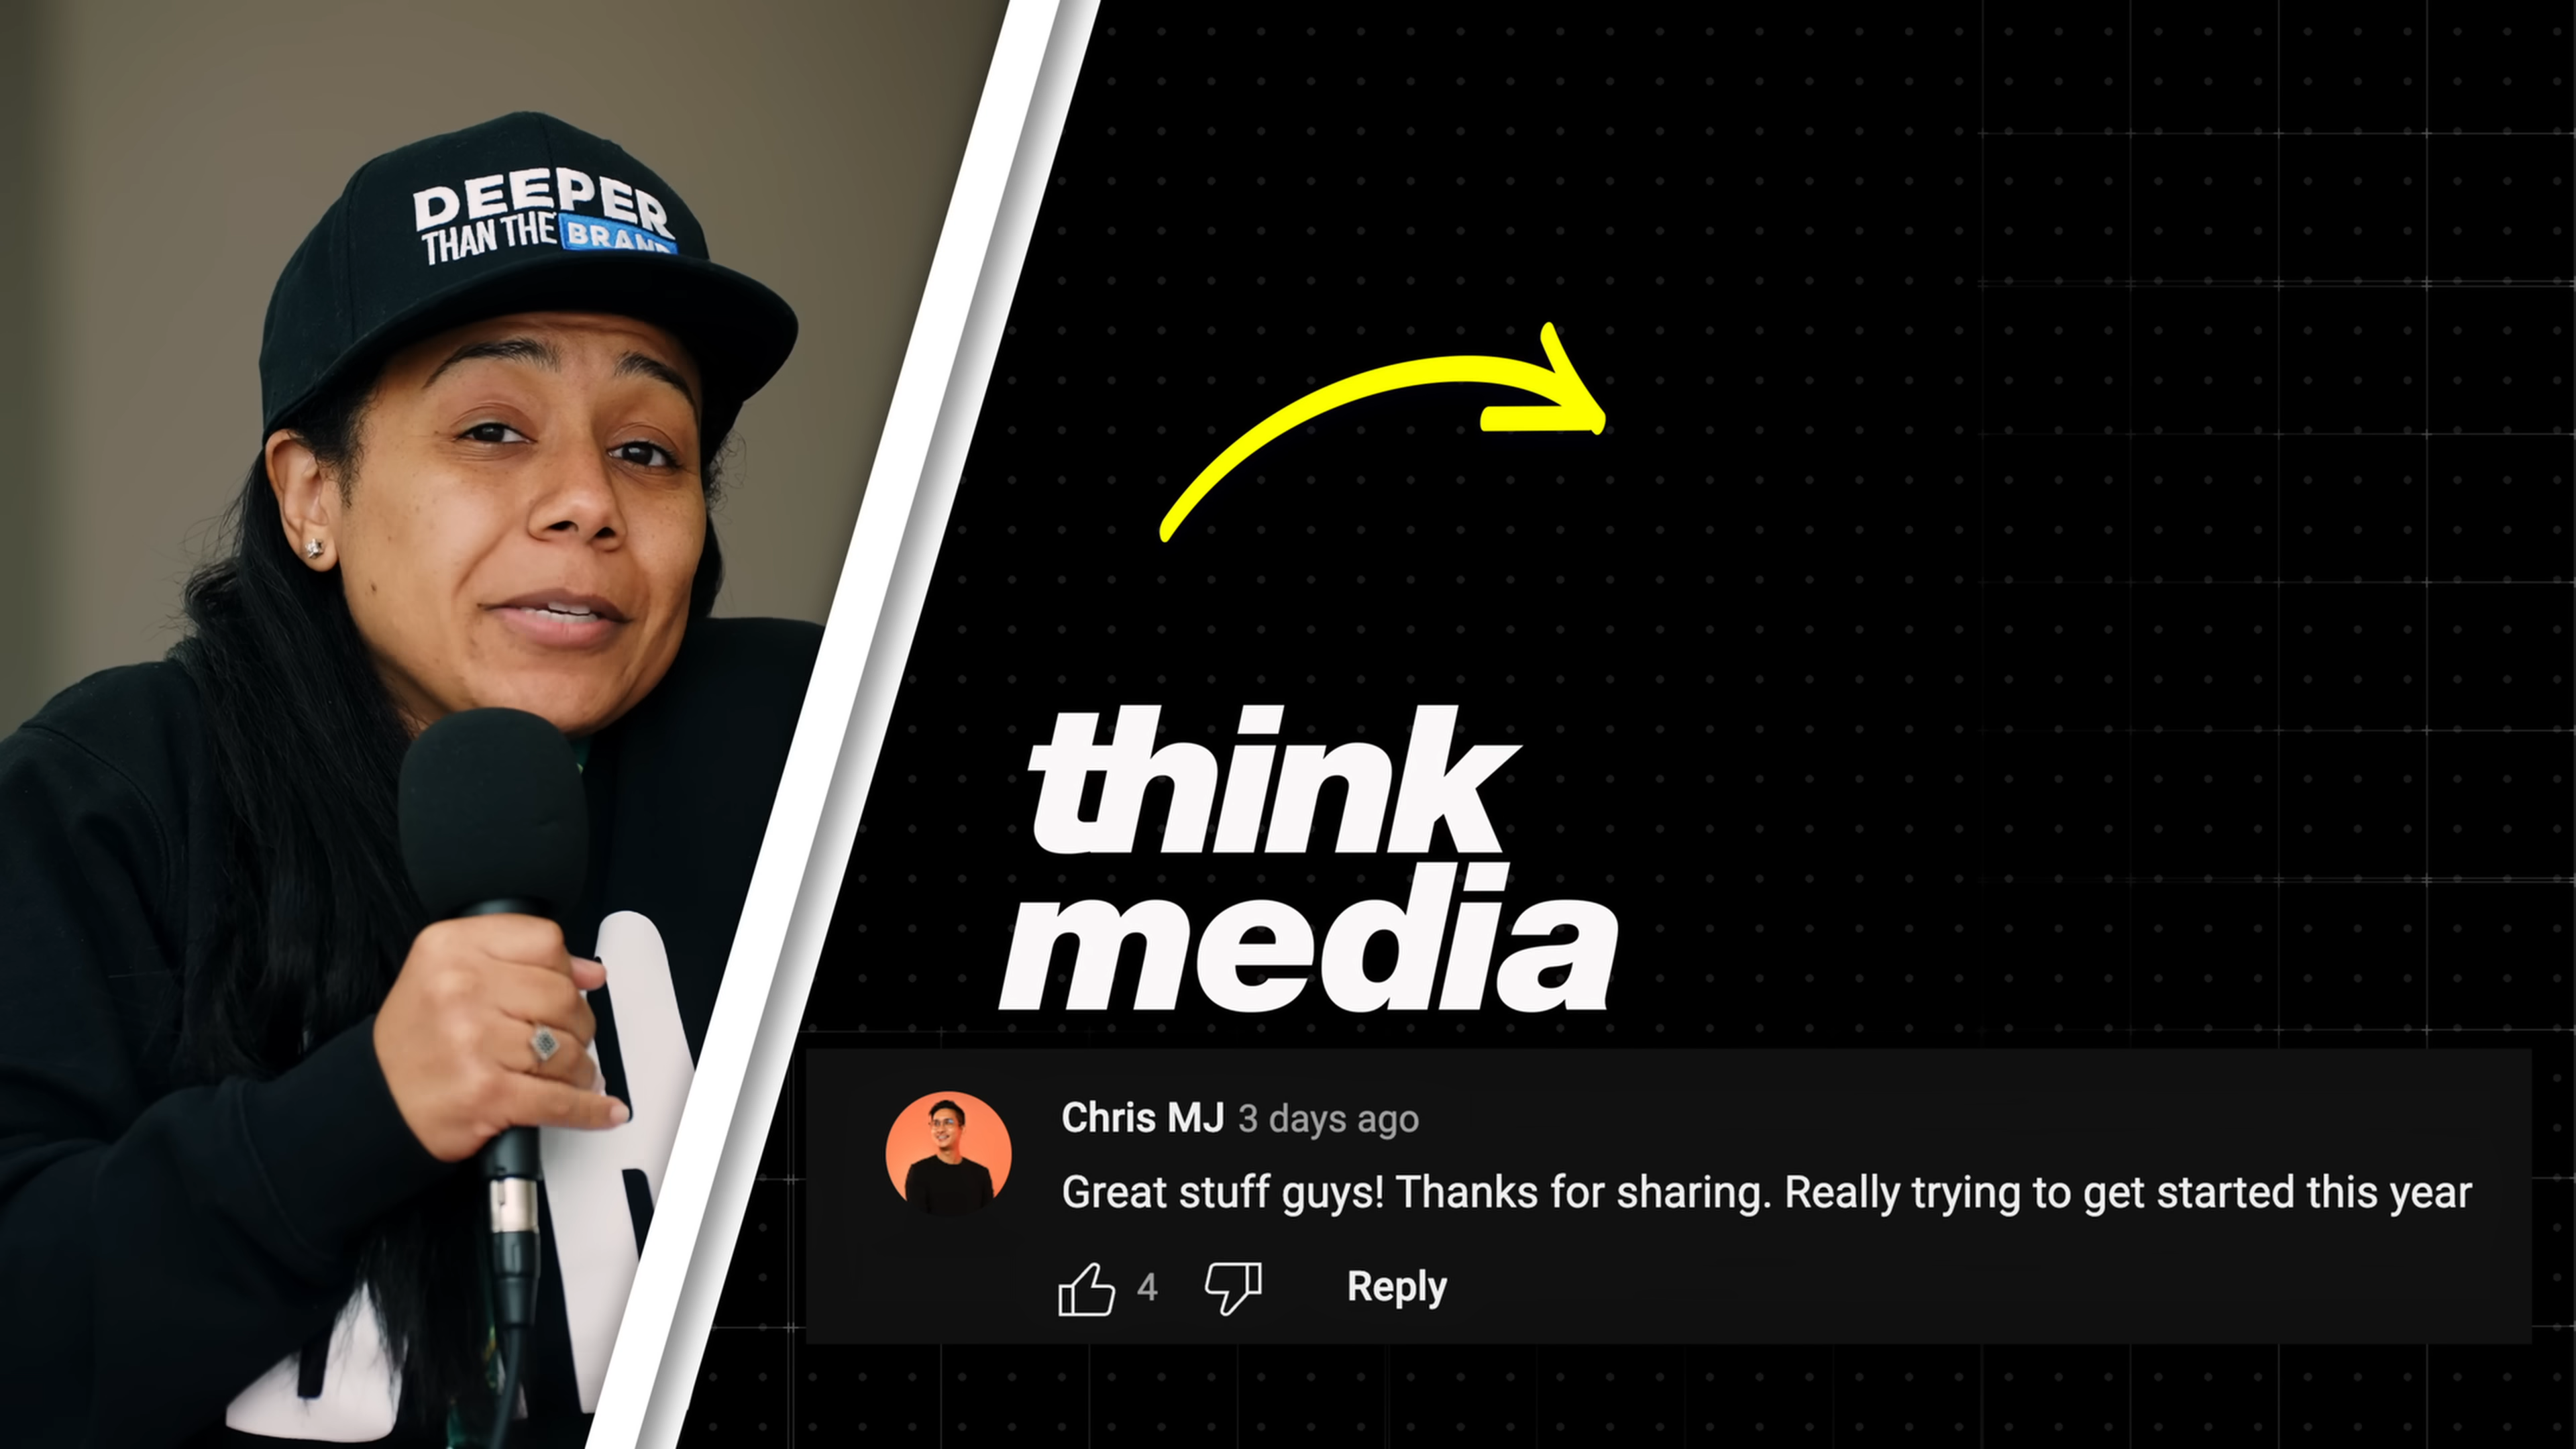 DEEPER
THAN THE BRAND
think
media
Chris MJ 3 days ago
Great stuff guys! Thanks for sharing. Really trying to get started this year
4 Reply